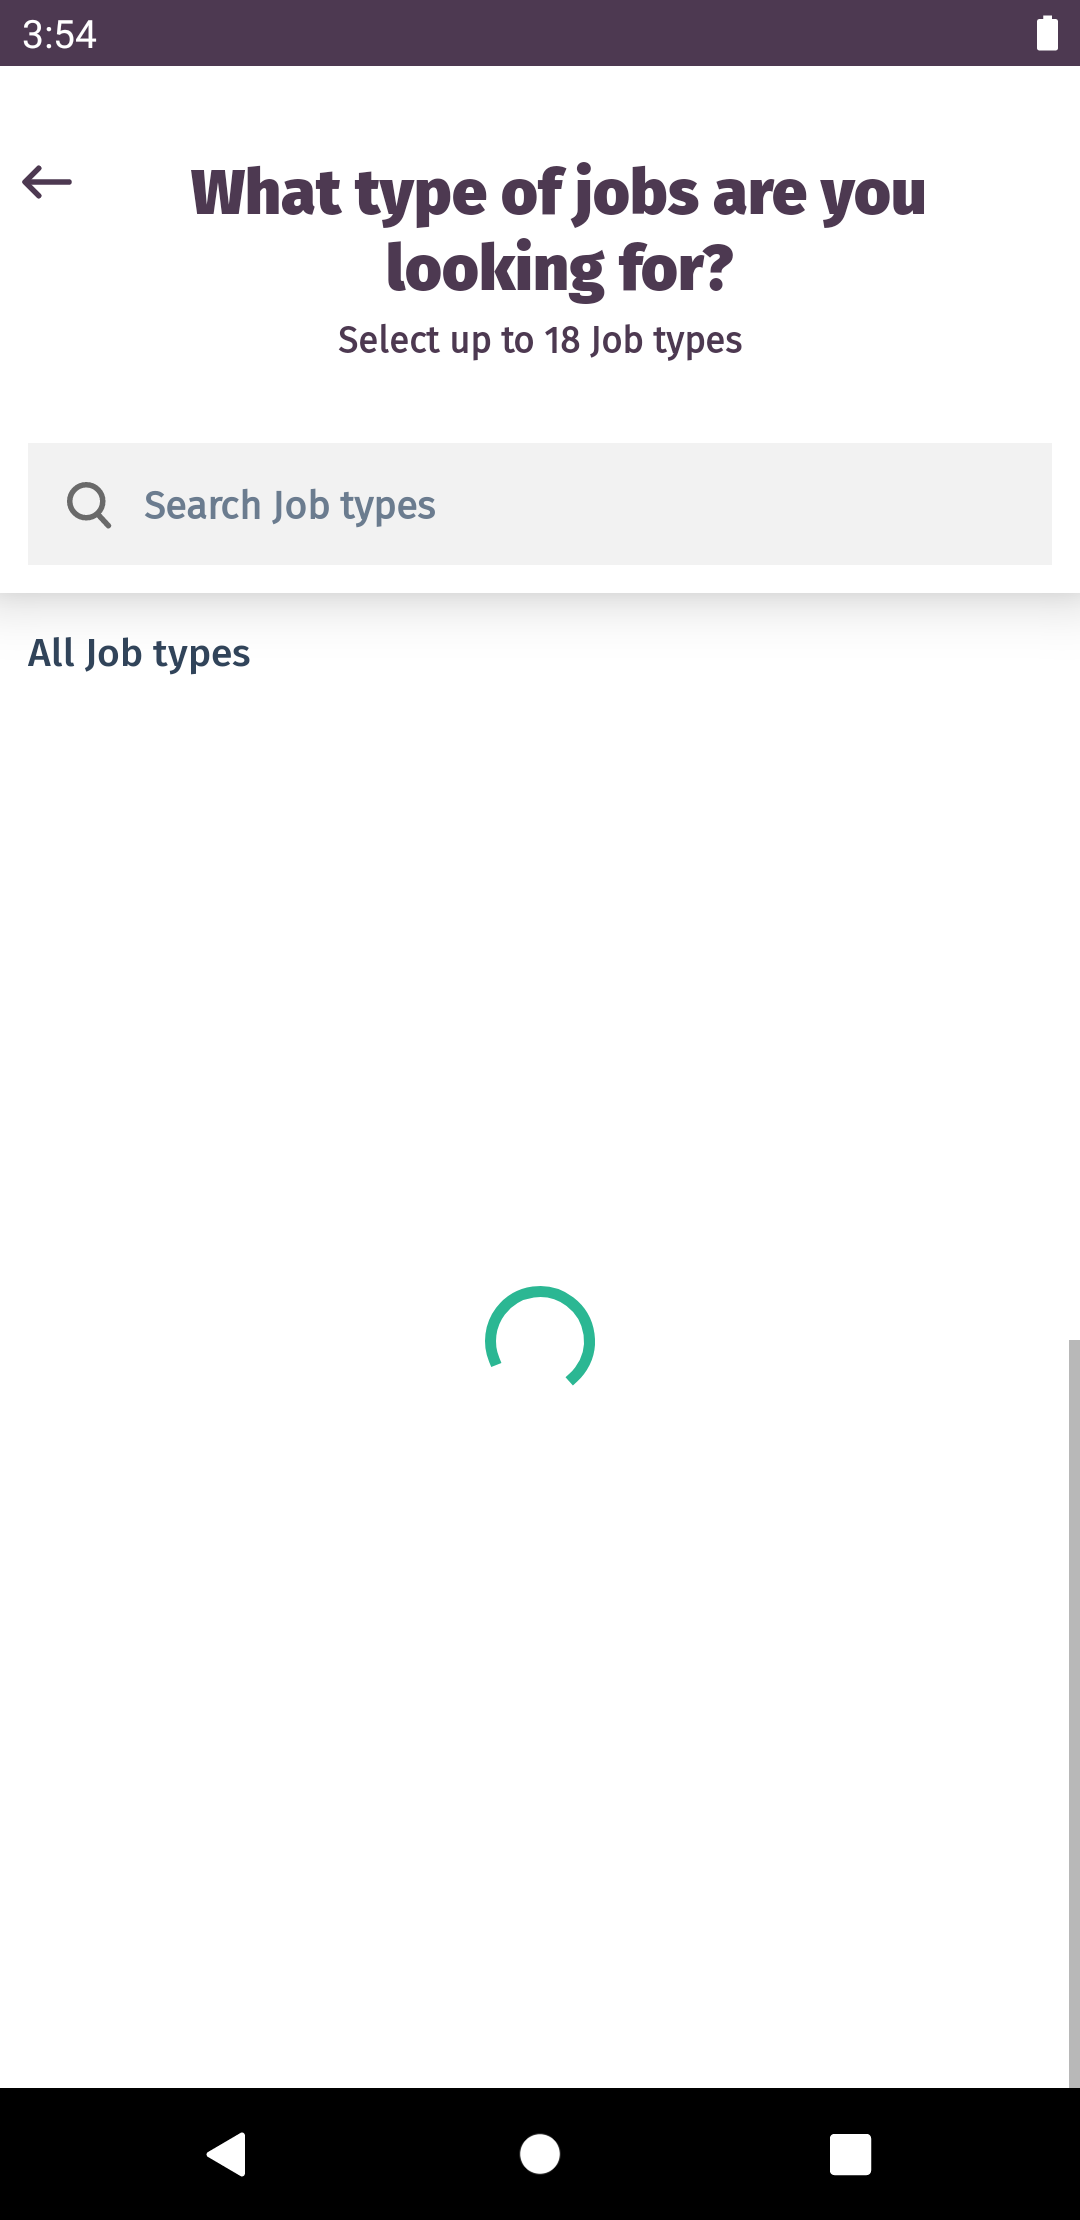 3:54
What type of jobs are you
looking for?
Select up to 18 Job types
Search Job types
All Job types